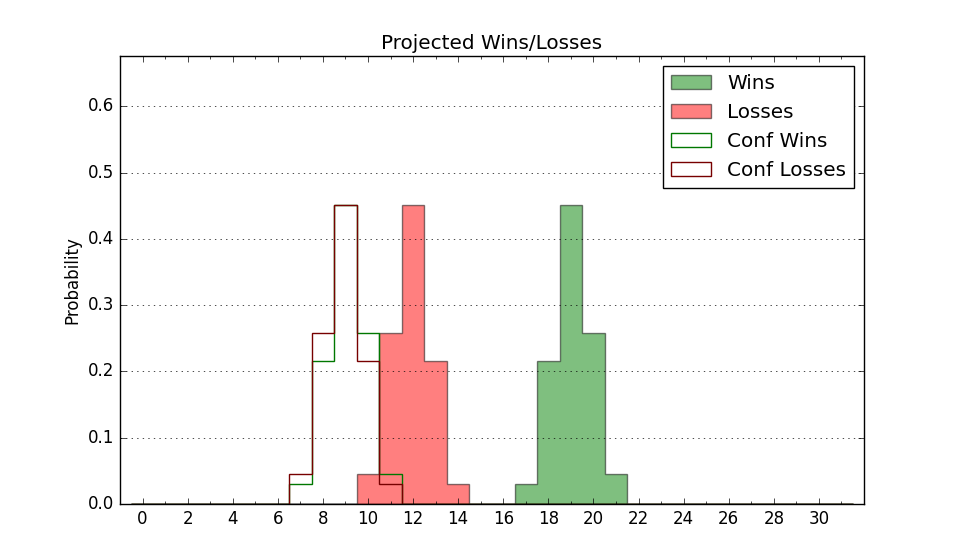 Projected Wins/Losses
Wins
Losses
Conf Wins
Conf Losses
Probability
0.6
0.5
0.4
0.3
0.2
0.1
0.0
0 2 4 6 8 10 12 14 16 18 20 22 24 26 28 30